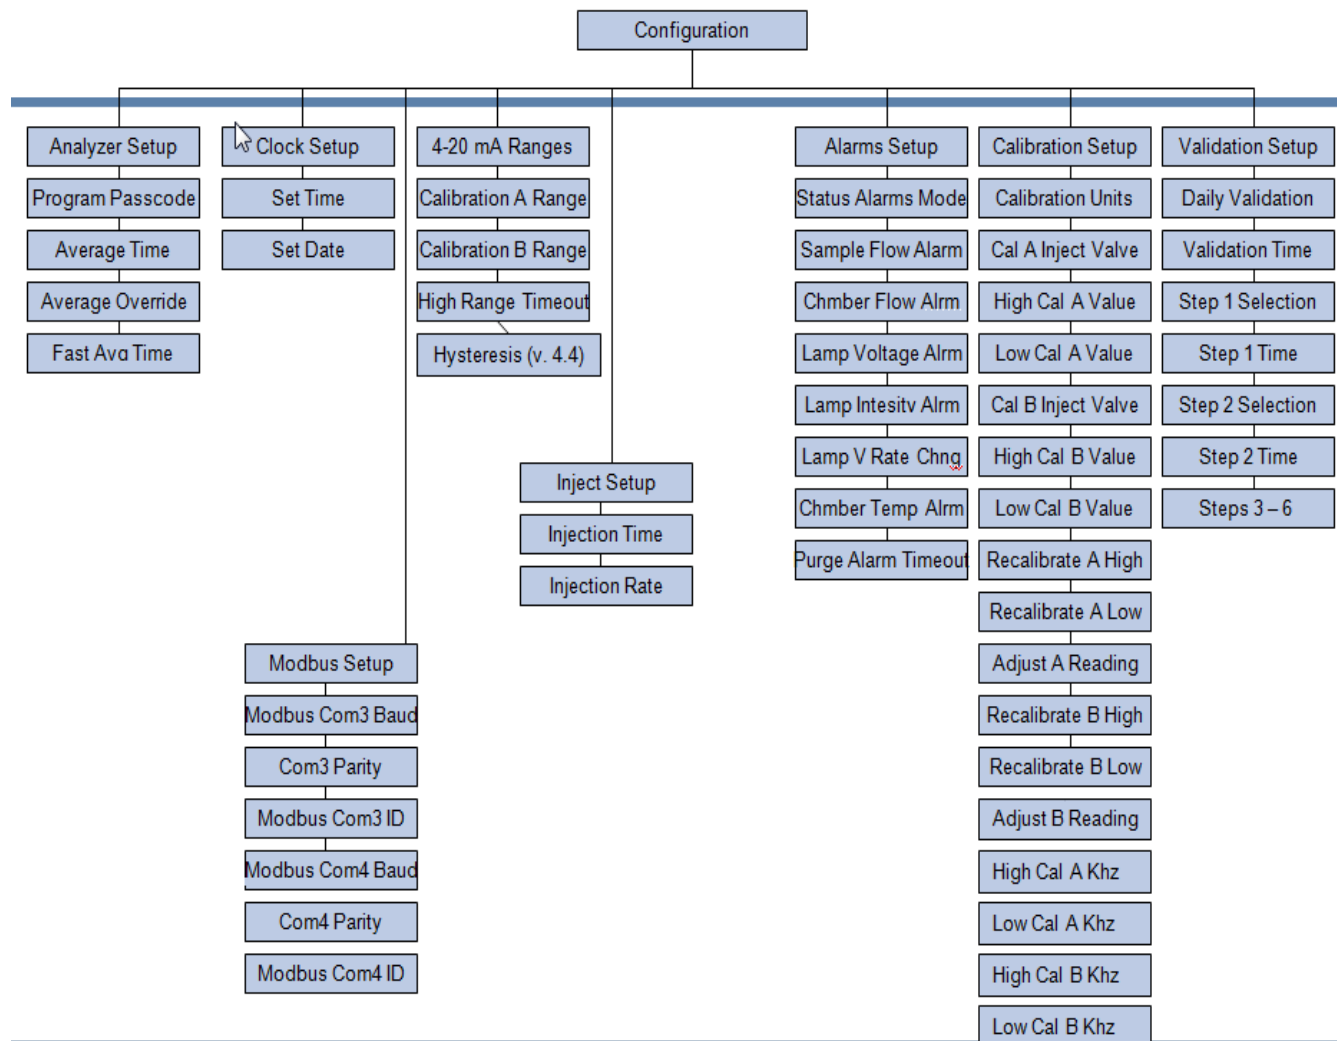 Configuration
Analyzer Setup
Program Passcode
Average Time
Average Override
Fast Avg Time
Clock Setup
Set Time
Set Date
Modbus Setup
Modbus Com3 Baud
Com3 Parity
Modbus Com3 ID
Modbus Com4 Baud
Com4 Parity
Modbus Com4 ID
4-20 mA Ranges
Calibration A Range
Calibration B Range
High Range Timeout
Hysteresis (v. 4.4)
Inject Setup
Injection Time
Injection Rate
Alarms Setup
Status Alarms Mode
Sample Flow Alarm
Chmber Flow Alrm
Lamp Voltage Alrm
Lamp Intesity Alrm
Lamp V Rate Chng
Chmber Temp Alrm
Purge Alarm Timeout
Calibration Setup
Calibration Units
Cal A Inject Valve
High Cal A Value
Low Cal A Value
Cal B Inject Valve
High Cal B Value
Low Cal B Value
Recalibrate A High
Recalibrate A Low
Adjust A Reading
Recalibrate B High
Recalibrate B Low
Adjust B Reading
High Cal A Khz
Low Cal A Khz
High Cal B Khz
Low Cal B Khz
Validation Setup
Daily Validation
Validation Time
Step 1 Selection
Step 1 Time
Step 2 Selection
Step 2 Time
Steps 3 – 6